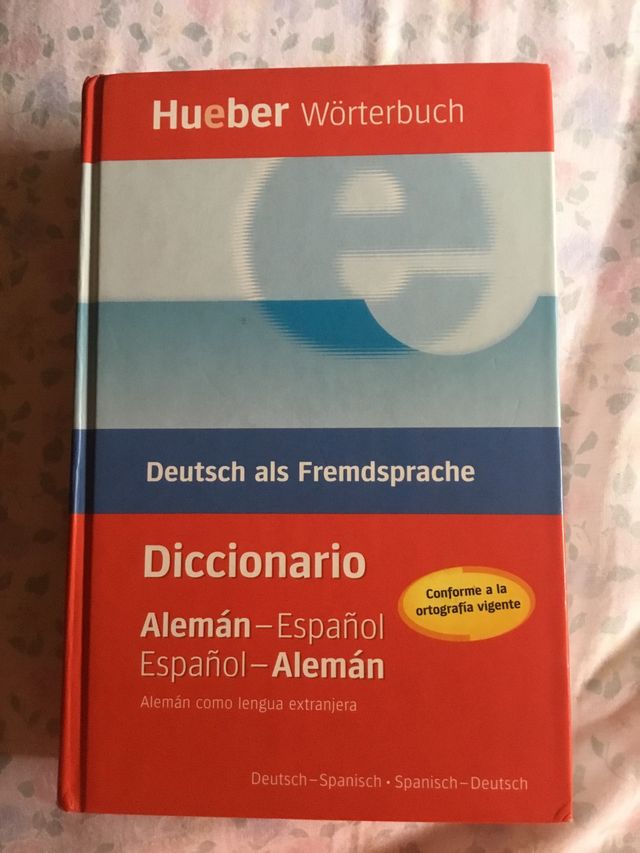 Hueber Wörterbuch
e
Deutsch als Fremdsprache
Diccionario
Conforme a la
ortografía vigente
Alemán–Español
Español–Alemán
Alemán como lengua extranjera
Deutsch–Spanisch • Spanisch–Deutsch